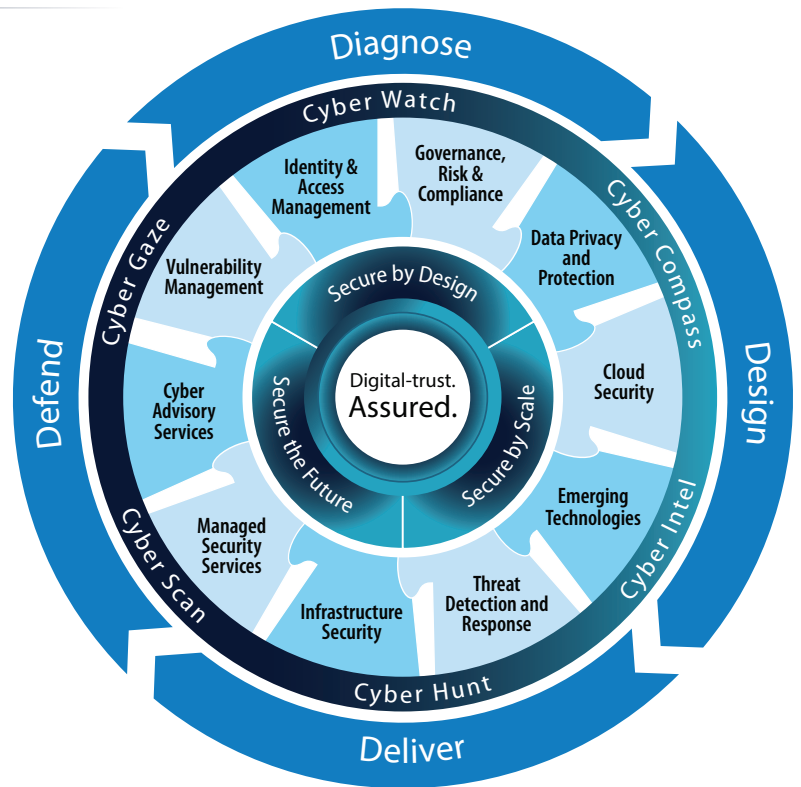 Diagnose
Design
Deliver
Defend
Cyber Watch
Cyber Compass
Cyber Intel
Cyber Hunt
Cyber Scan
Cyber Gaze
Governance,
Risk &
Compliance
Data Privacy
and
Protection
Cloud
Security
Emerging
Technologies
Threat
Detection and
Response
Infrastructure
Security
Managed
Security
Services
Cyber
Advisory
Services
Vulnerability
Management
Identity &
Access
Management
Secure by Design
Secure by Scale
Secure the Future
Digital-trust.
Assured.